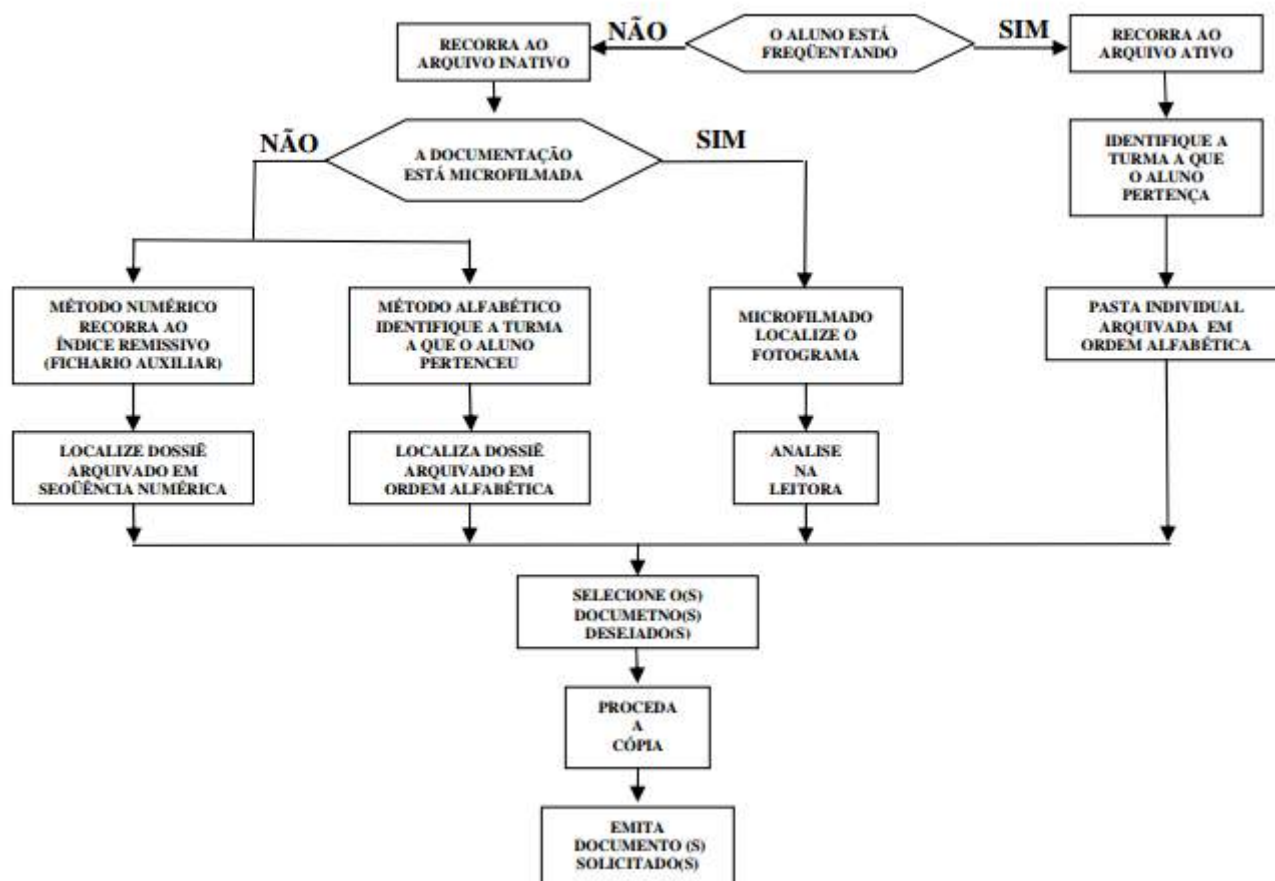 NÃO
O ALUNO ESTÁ
FREQÜENTANDO
SIM
RECORRA AO
ARQUIVO INATIVO
RECORRA AO
ARQUIVO ATIVO
NÃO
A DOCUMENTAÇÃO
ESTÁ MICROFILMADA
SIM
IDENTIFIQUE A
TURMA A QUE
O ALUNO
PERTENÇA
MÉTODO NUMÉRICO
RECORRA AO
ÍNDICE REMISSIVO
(FICHARIO AUXILIAR)
MÉTODO ALFABÉTICO
IDENTIFIQUE A TURMA
A QUE O ALUNO
PERTENCEU
MICROFILMADO
LOCALIZE O
FOTOGRAMA
PASTA INDIVIDUAL
ARQUIVADA EM
ORDEM ALFABÉTICA
LOCALIZE DOSSIÊ
ARQUIVADO EM
SEQÜÊNCIA NUMÉRICA
LOCALIZA DOSSIÊ
ARQUIVADO EM
ORDEM ALFABÉTICA
ANALISE
NA
LEITORA
SELECIONE O(S)
DOCUMETNO(S)
DESEJADO(S)
PROCEDA
A
CÓPIA
EMITA
DOCUMENTO (S)
SOLICITADO(S)